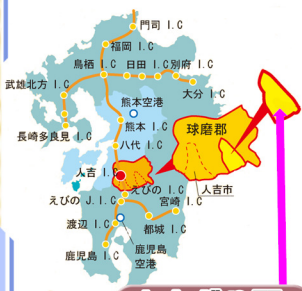 門司 I.C
福岡 I.C
鳥栖 I.C 日田 I.C 別府 I.C
武雄北方 I.C
大分 I.C
熊本空港
長崎多良見 I.C
熊本 I.C
球磨郡
八代 I.C
人吉 I.C
えびの I.C
人吉市
えびの J.I.C
宮崎 I.C
渡辺 I.C
都城 I.C
鹿児島 I.C
鹿児島
空港